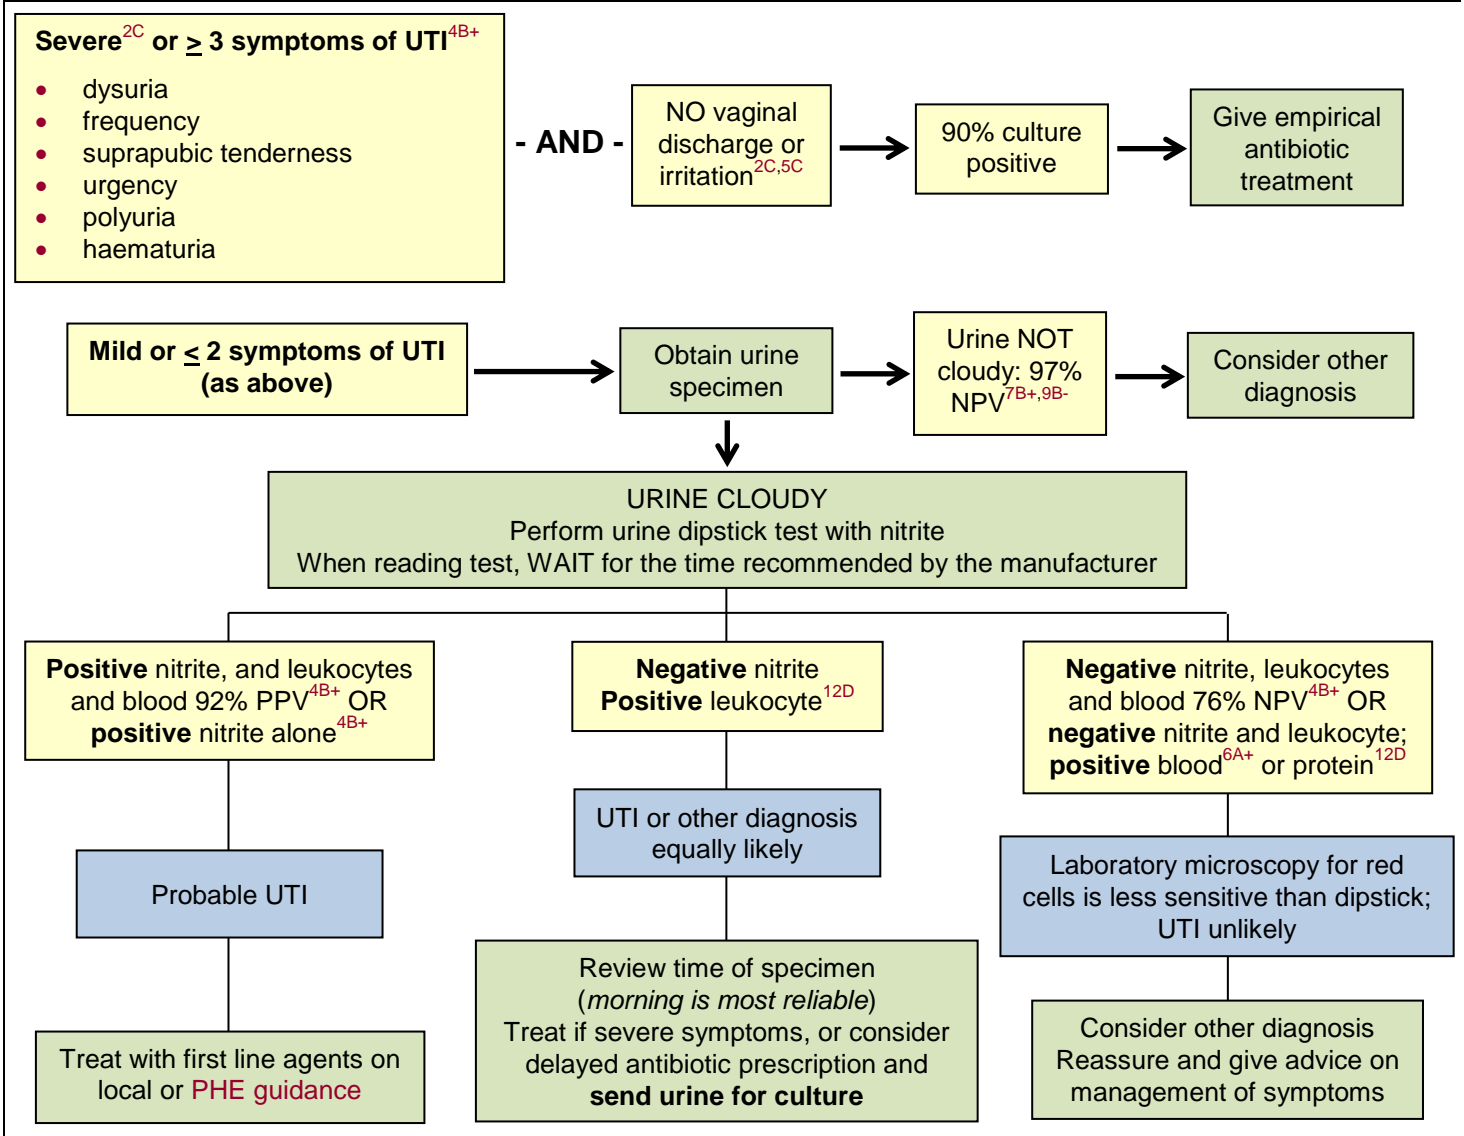 Severe2C or ≥ 3 symptoms of UTI4B+
• dysuria
• frequency
• suprapubic tenderness
• urgency
• polyuria
• haematuria
- AND -
NO vaginal
discharge or
irritation2C,5C
90% culture
positive
Give empirical
antibiotic
treatment
Mild or ≤ 2 symptoms of UTI
(as above)
Obtain urine
specimen
Urine NOT
cloudy: 97%
NPV7B+,9B-
Consider other
diagnosis
URINE CLOUDY
Perform urine dipstick test with nitrite
When reading test, WAIT for the time recommended by the manufacturer
Positive nitrite, and leukocytes
and blood 92% PPV4B+ OR
positive nitrite alone4B+
Negative nitrite
Positive leukocyte12D
Negative nitrite, leukocytes
and blood 76% NPV4B+ OR
negative nitrite and leukocyte;
positive blood6A+ or protein12D
Probable UTI
UTI or other diagnosis
equally likely
Laboratory microscopy for red
cells is less sensitive than dipstick;
UTI unlikely
Treat with first line agents on
local or PHE guidance
Review time of specimen
(morning is most reliable)
Treat if severe symptoms, or consider
delayed antibiotic prescription and
send urine for culture
Consider other diagnosis
Reassure and give advice on
management of symptoms